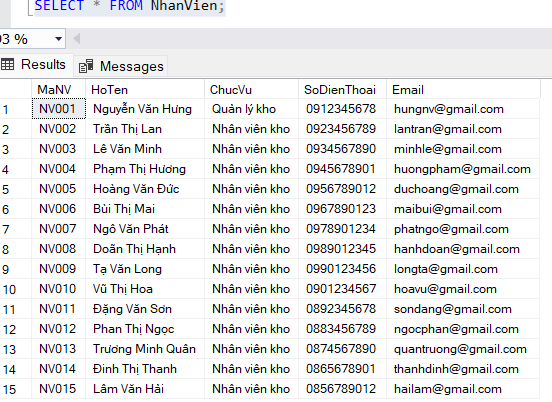 SELECT * FROM NhanVien;
93 %
Results Messages
MaNV HoTen ChucVu SoDienThoai Email
1 NV001 Nguyễn Văn Hưng Quản lý kho 0912345678 hungnv@gmail.com
2 NV002 Trần Thị Lan Nhân viên kho 0923456789 lantran@gmail.com
3 NV003 Lê Văn Minh Nhân viên kho 0934567890 minhle@gmail.com
4 NV004 Phạm Thị Hương Nhân viên kho 0945678901 huongpham@gmail.com
5 NV005 Hoàng Văn Đức Nhân viên kho 0956789012 duchoang@gmail.com
6 NV006 Bùi Thị Mai Nhân viên kho 0967890123 maibui@gmail.com
7 NV007 Ngô Văn Phát Nhân viên kho 0978901234 phatngo@gmail.com
8 NV008 Doãn Thị Hạnh Nhân viên kho 0989012345 hanhdoan@gmail.com
9 NV009 Tạ Văn Long Nhân viên kho 0990123456 longta@gmail.com
10 NV010 Vũ Thị Hoa Nhân viên kho 0901234567 hoavu@gmail.com
11 NV011 Đặng Văn Sơn Nhân viên kho 0892345678 sondang@gmail.com
12 NV012 Phan Thị Ngọc Nhân viên kho 0883456789 ngocphan@gmail.com
13 NV013 Trương Minh Quân Nhân viên kho 0874567890 quantruong@gmail.com
14 NV014 Đinh Thị Thanh Nhân viên kho 0865678901 thanhdinh@gmail.com
15 NV015 Lâm Văn Hải Nhân viên kho 0856789012 hailam@gmail.com